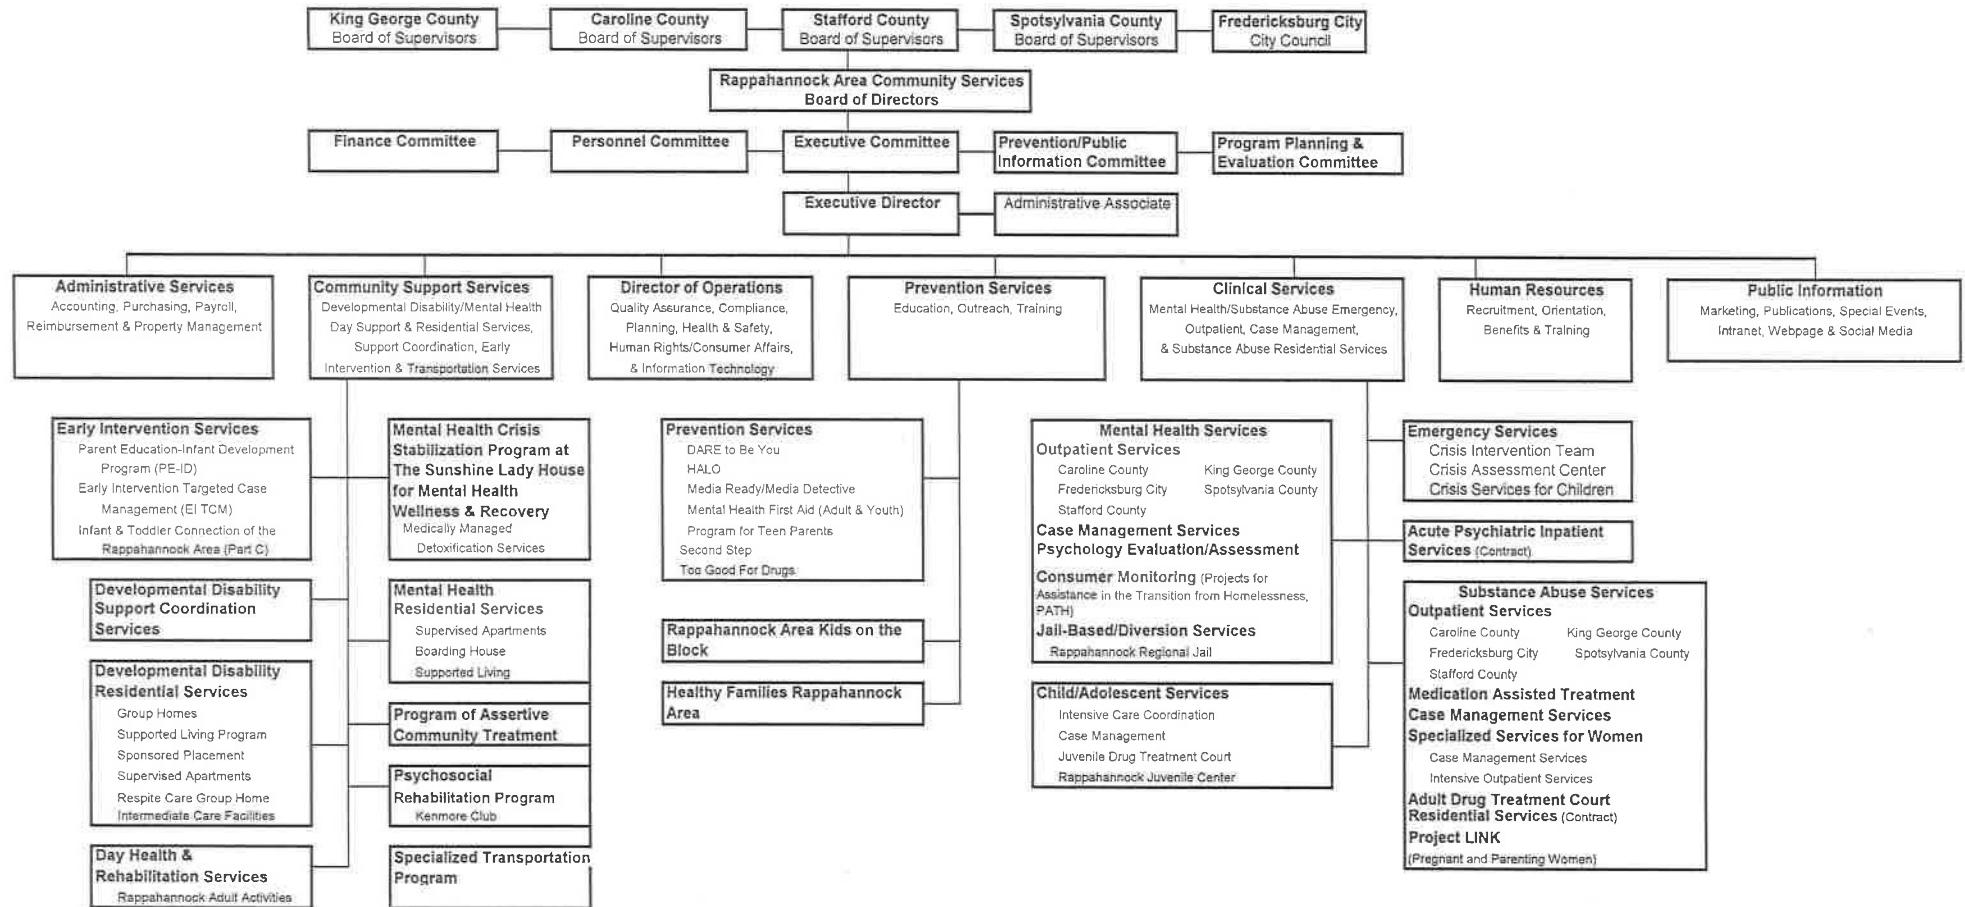 King George County
Board of Supervisors
Caroline County
Board of Supervisors
Stafford County
Board of Supervisors
Spotsylvania County
Board of Supervisors
Fredericksburg City
City Council
Rappahannock Area Community Services
Board of Directors
Finance Committee
Personnel Committee
Executive Committee
Prevention/Public
Information Committee
Program Planning &
Evaluation Committee
Executive Director
Administrative Associate
Administrative Services
Accounting, Purchasing, Payroll,
Reimbursement & Property Management
Community Support Services
Developmental Disability/Mental Health
Day Support & Residential Services,
Support Coordination, Early
Intervention & Transportation Services
Director of Operations
Quality Assurance, Compliance,
Planning, Health & Safety,
Human Rights/Consumer Affairs,
& Information Technology
Prevention Services
Education, Outreach, Training
Clinical Services
Mental Health/Substance Abuse Emergency,
Outpatient, Case Management,
& Substance Abuse Residential Services
Human Resources
Recruitment, Orientation,
Benefits & Training
Public Information
Marketing, Publications, Special Events,
Intranet, Webpage & Social Media
Early Intervention Services
Parent Education-Infant Development
Program (PE-ID)
Early Intervention Targeted Case
Management (EI TCM)
Infant & Toddler Connection of the
Rappahannock Area (Part C)
Developmental Disability
Support Coordination
Services
Developmental Disability
Residential Services
Group Homes
Supported Living Program
Sponsored Placement
Supervised Apartments
Respite Care Group Home
Intermediate Care Facilities
Day Health &
Rehabilitation Services
Rappahannock Adult Activities
Mental Health Crisis
Stabilization Program at
The Sunshine Lady House
for Mental Health
Wellness & Recovery
Medically Managed
Detoxification Services
Mental Health
Residential Services
Supervised Apartments
Boarding House
Supported Living
Program of Assertive
Community Treatment
Psychosocial
Rehabilitation Program
Kenmore Club
Specialized Transportation
Program
Prevention Services
DARE to Be You
HALO
Media Ready/Media Detective
Mental Health First Aid (Adult & Youth)
Program for Teen Parents
Second Step
Too Good For Drugs
Rappahannock Area Kids on the
Block
Healthy Families Rappahannock
Area
Mental Health Services
Outpatient Services
Caroline County King George County
Fredericksburg City Spotsylvania County
Stafford County
Case Management Services
Psychology Evaluation/Assessment
Consumer Monitoring (Projects for
Assistance in the Transition from Homelessness,
PATH)
Jail-Based/Diversion Services
Rappahannock Regional Jail
Child/Adolescent Services
Intensive Care Coordination
Case Management
Juvenile Drug Treatment Court
Rappahannock Juvenile Center
Emergency Services
Crisis Intervention Team
Crisis Assessment Center
Crisis Services for Children
Acute Psychiatric Inpatient
Services (Contract)
Substance Abuse Services
Outpatient Services
Caroline County King George County
Fredericksburg City Spotsylvania County
Stafford County
Medication Assisted Treatment
Case Management Services
Specialized Services for Women
Case Management Services
Intensive Outpatient Services
Adult Drug Treatment Court
Residential Services (Contract)
Project LINK
(Pregnant and Parenting Women)